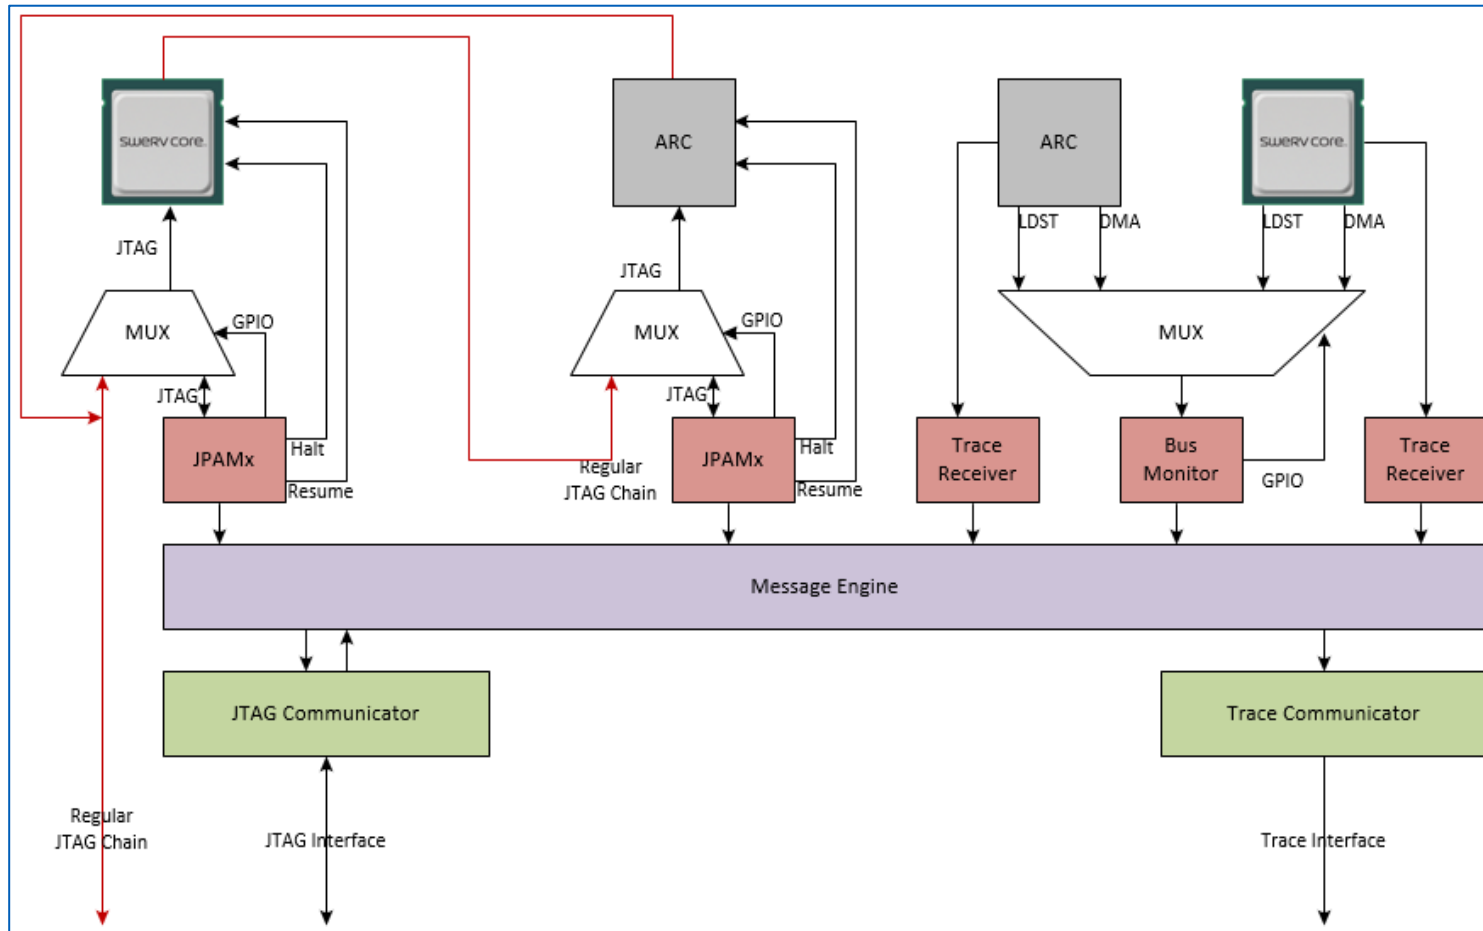 SWERV CORE™
ARC
ARC
SWERV CORE™
LDST
DMA
LDST
DMA
JTAG
JTAG
GPIO
GPIO
MUX
MUX
MUX
JTAG
JTAG
Halt
Halt
JPAMx
JPAMx
Trace
Receiver
Bus
Monitor
Trace
Receiver
Regular
JTAG Chain
Resume
Resume
GPIO
Message Engine
JTAG Communicator
Trace Communicator
Regular
JTAG Chain
JTAG Interface
Trace Interface